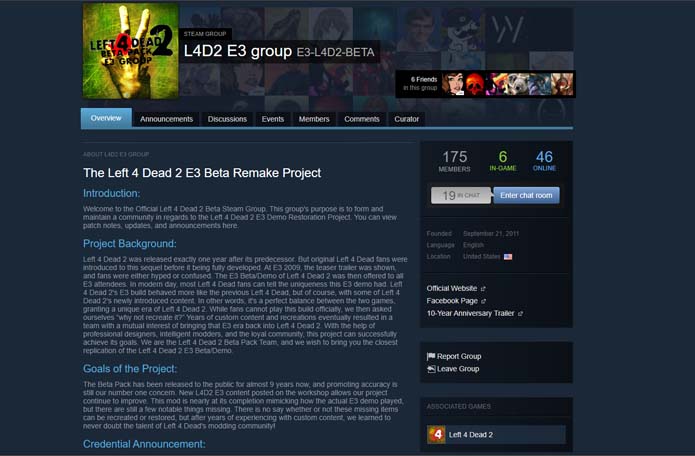 LEFT 4 DEAD 2
BETA PACK
E3 GROUP
STEAM GROUP
L4D2 E3 group E3-L4D2-BETA
6 Friends
in this group
Overview
Announcements
Discussions
Events
Members
Comments
Curator
ABOUT L4D2 E3 GROUP
The Left 4 Dead 2 E3 Beta Remake Project
Introduction:
Welcome to the Official Left 4 Dead 2 Beta Steam Group. This group's purpose is to form and
maintain a community in regards to the Left 4 Dead 2 E3 Demo Restoration Project. You can view
patch notes, updates, and announcements here.
Project Background:
Left 4 Dead 2 was released exactly one year after its predecessor. But original Left 4 Dead fans were
introduced to this sequel before it being fully developed. At E3 2009, the teaser trailer was shown,
and fans were either hyped or confused. The E3 Beta/Demo of Left 4 Dead 2 was then offered to all
E3 attendees. In modern day, most Left 4 Dead fans can tell the uniqueness this E3 demo had. Left
4 Dead 2's E3 build behaved more like the previous Left 4 Dead, but of course, with some of Left 4
Dead 2's newly introduced content. In other words, it's a perfect balance between the two games,
granting a unique era of Left 4 Dead 2. While fans cannot play this build officially, we then asked
ourselves "why not recreate it?" Years of custom content and recreations eventually resulted in a
team with a mutual interest of bringing that E3 era back into Left 4 Dead 2. With the help of
professional designers, intelligent modders, and the loyal community, this project can successfully
achieve its goals. We are the Left 4 Dead 2 Beta Pack Team, and we wish to bring you the closest
replication of the Left 4 Dead 2 E3 Beta/Demo.
Goals of the Project:
The Beta Pack has been released to the public for almost 9 years now, and promoting accuracy is
still our number one concern. New L4D2 E3 content posted on the workshop allows our project
continue to improve. This mod is nearly at its completion mimicking how the actual E3 demo played,
but there are still a few notable things missing. There is no say whether or not these missing items
can be recreated or restored, but after years of experiencing with custom content, we learned to
never doubt the talent of Left 4 Dead's modding community!
Credential Announcement:
175
MEMBERS
6
IN-GAME
46
ONLINE
19 IN CHAT
Enter chat room
Founded September 21, 2011
Language English
Location United States
Official Website
Facebook Page
10-Year Anniversary Trailer
Report Group
Leave Group
ASSOCIATED GAMES
Left 4 Dead 2